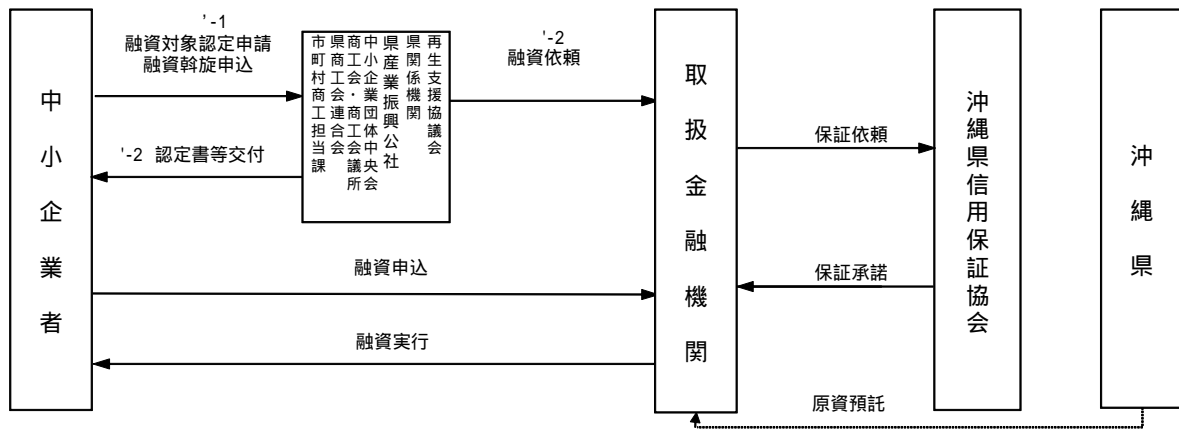 中小企業者
'-1
融資対象認定申請
融資斡旋申込
'-2 認定書等交付
再生支援協議会
県関係機関
県産業振興公社
中小企業団体中央会
商工会・商工会議所
県商工会連合会
市町村商工担当課
'-2
融資依頼
融資申込
融資実行
取扱金融機関
保証依頼
保証承諾
原資預託
沖縄県信用保証協会
沖縄県